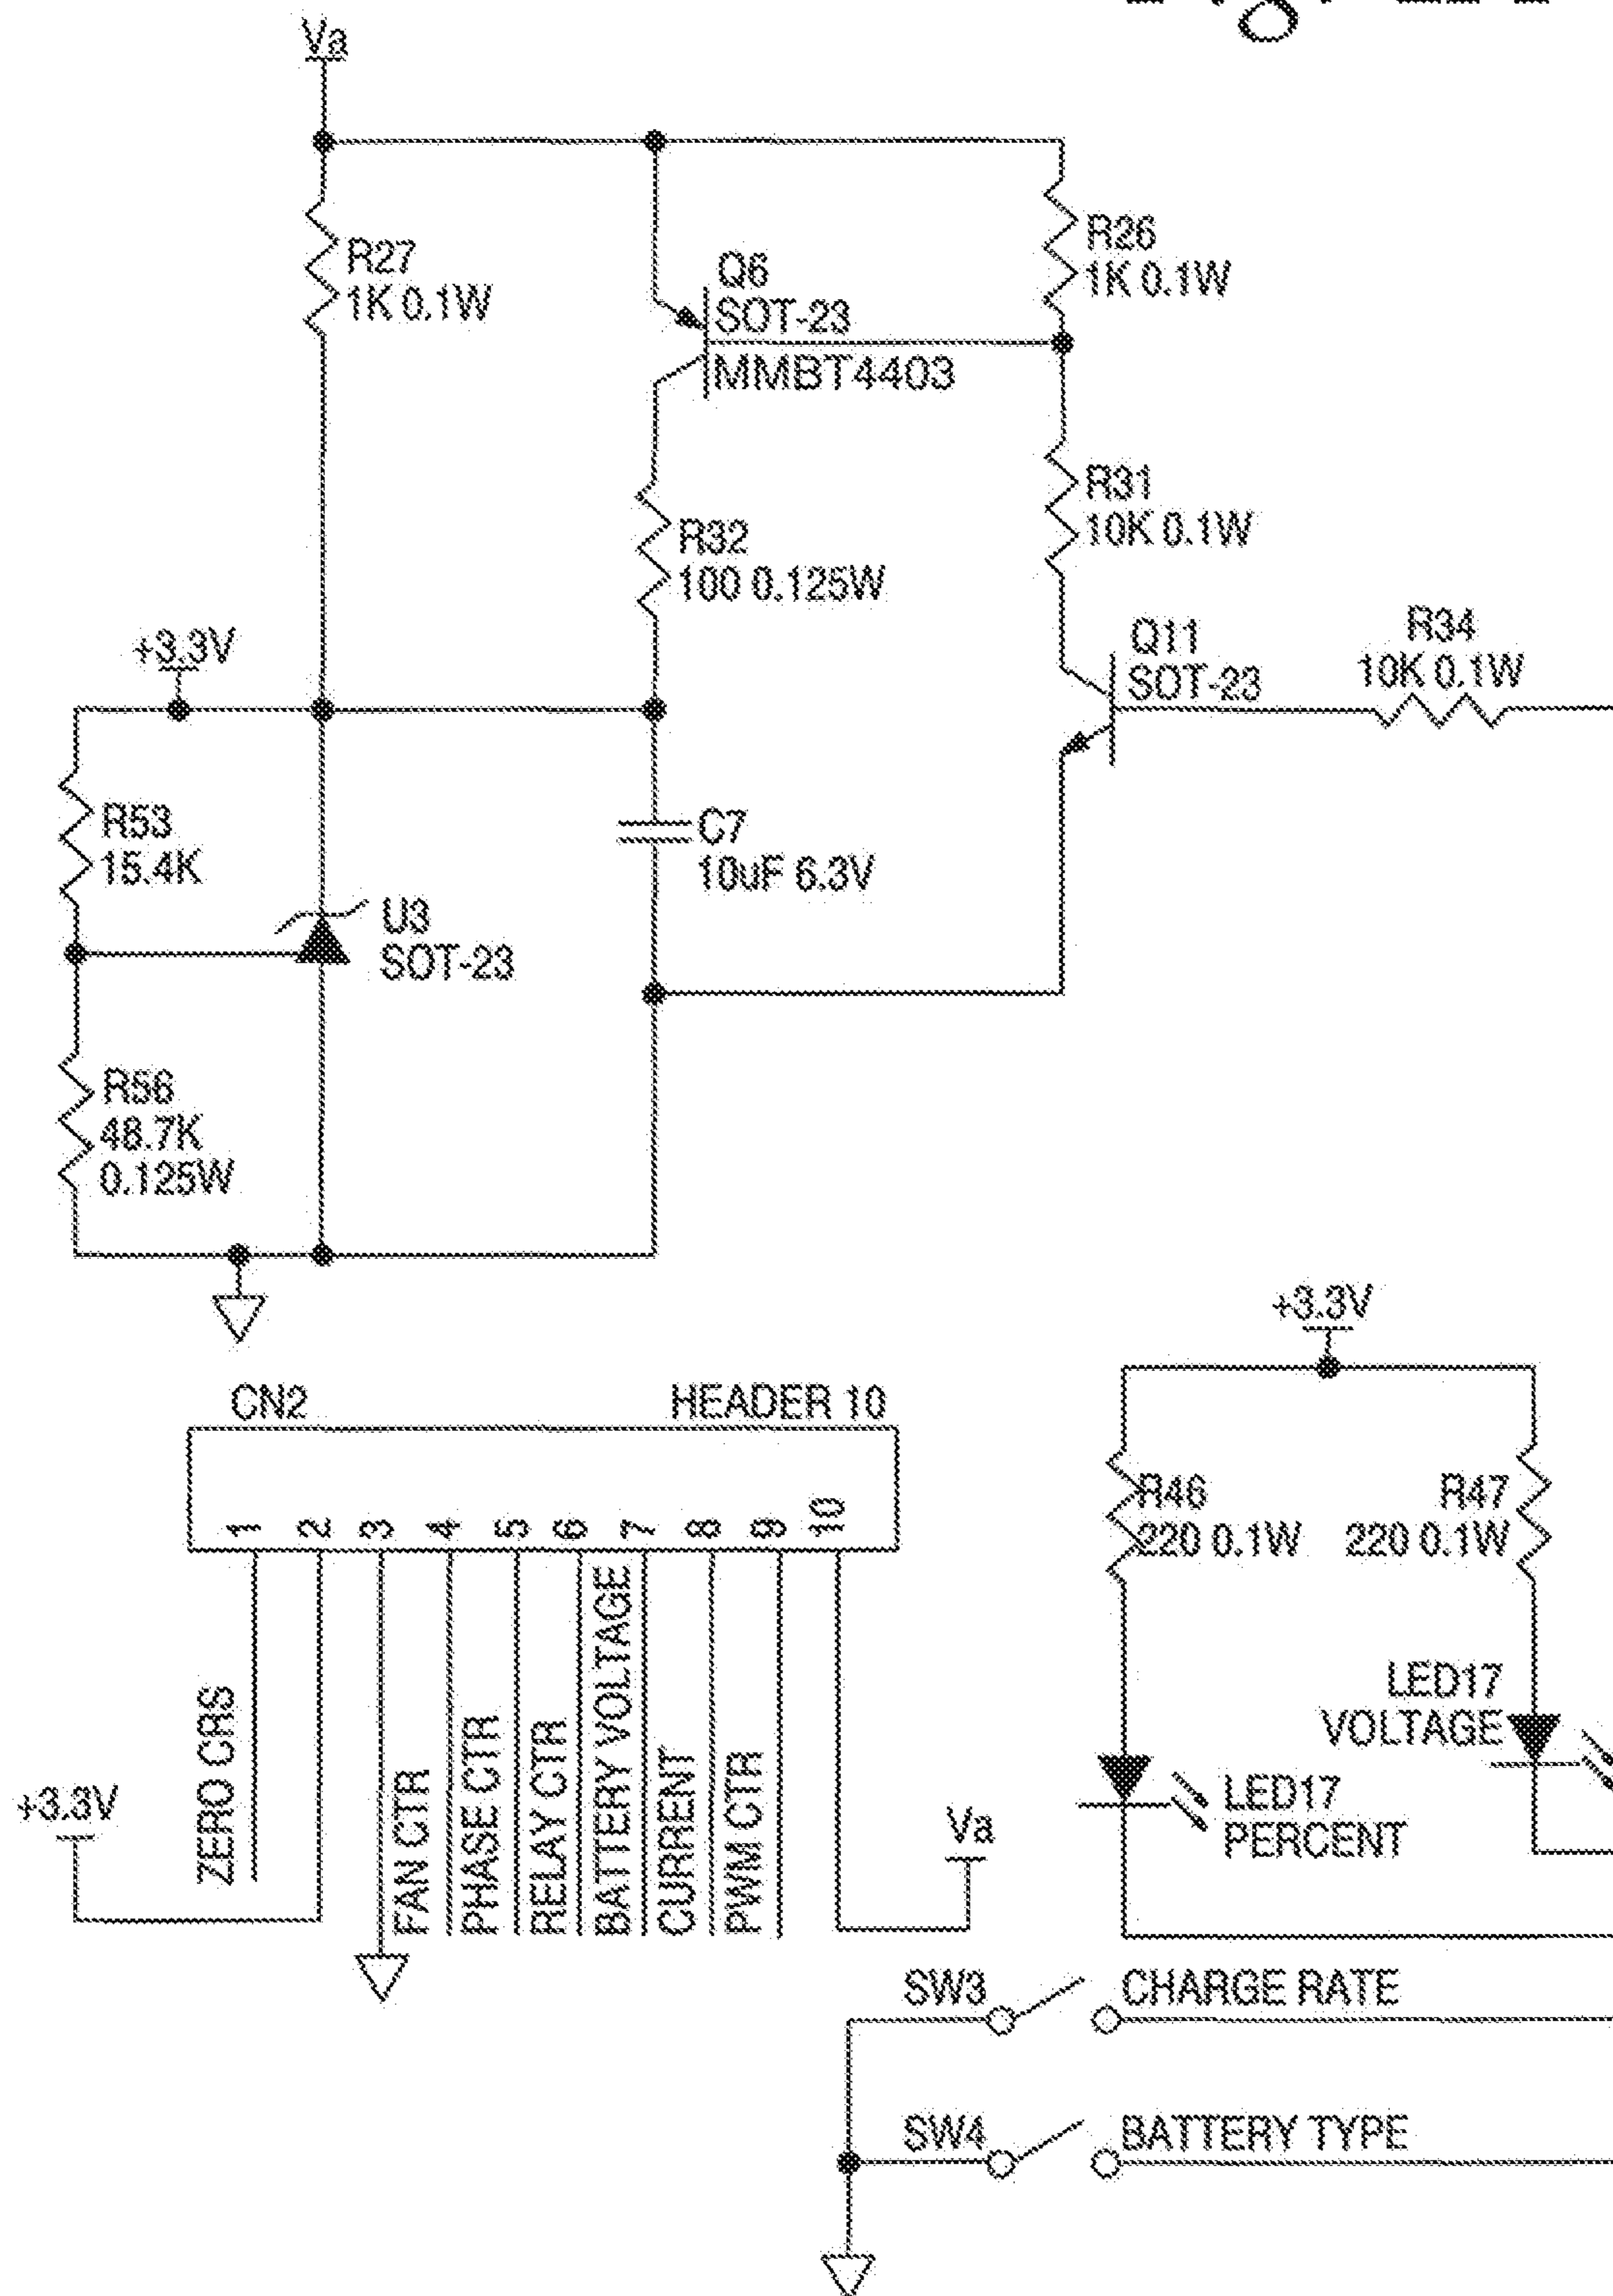 Va
R27
1K 0.1W
Q6
SOT-23
MMBT4403
R26
1K 0.1W
R32
100 0.125W
R31
10K 0.1W
+3.3V
Q11
SOT-23
R34
10K 0.1W
R53
15.4K
C7
10uF 6.3V
U3
SOT-23
R56
48.7K
0.125W
CN2
HEADER 10
1 2 3 4 5 6 7 8 9 10
ZERO CRS
FAN CTR
PHASE CTR
RELAY CTR
BATTERY VOLTAGE
CURRENT
PWM CTR
+3.3V
Va
+3.3V
R46
220 0.1W
R47
220 0.1W
LED17
VOLTAGE
LED17
PERCENT
SW3
CHARGE RATE
SW4
BATTERY TYPE